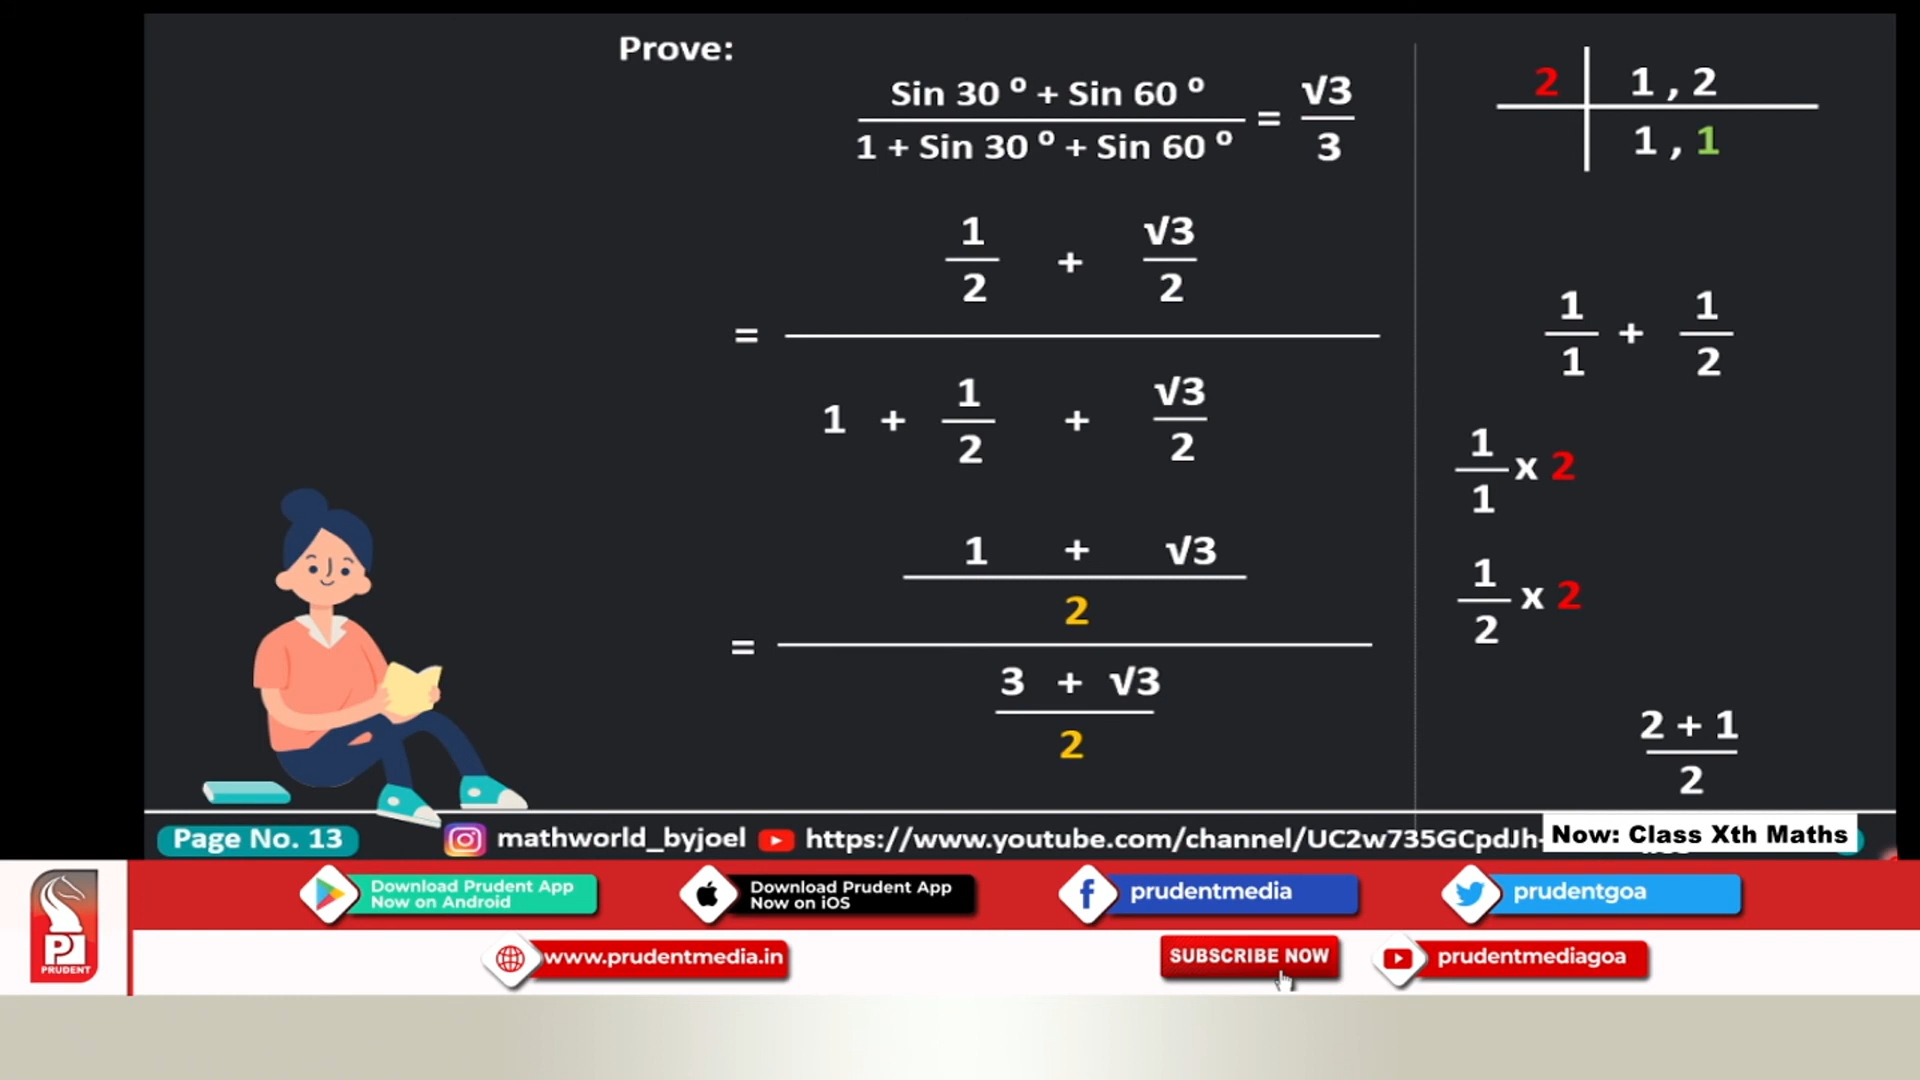 Prove:
Sin 30 º + Sin 60 º
1 + Sin 30 º + Sin 60 º
=
√3
3
1
2
+
√3
2
=
1 + 1
2
+
√3
2
1 + √3
2
=
3 + √3
2
2 | 1 , 2
1 , 1
1
1
+
1
2
1
1
x 2
1
2
x 2
2 + 1
2
Page No. 13
mathworld_byjoel
https://www.youtube.com/channel/UC2w735GCpdJh-
Now: Class Xth Maths
Download Prudent App
Now on Android
Download Prudent App
Now on iOS
prudentmedia
prudentgoa
PRUDENT
www.prudentmedia.in
SUBSCRIBE NOW
prudentmediagoa